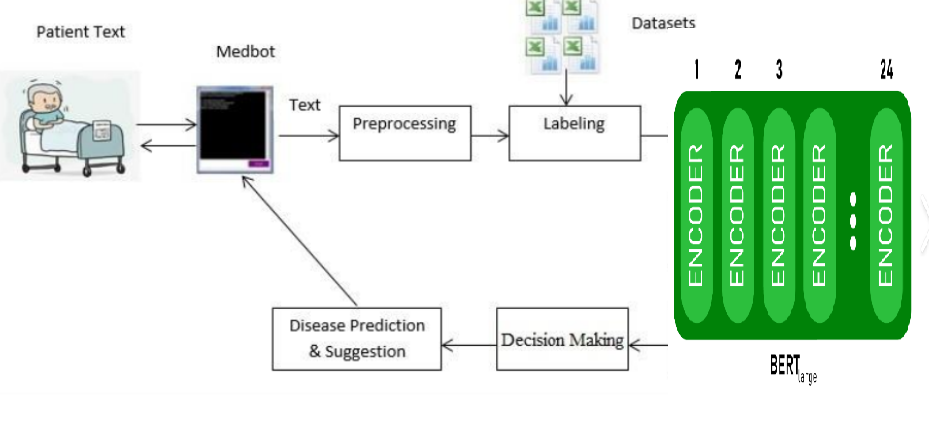 Patient Text
Medbot
Text
Preprocessing
Labeling
Datasets
1 2 3 24
ENCODER
ENCODER
ENCODER
ENCODER
ENCODER
BERT large
Decision Making
Disease Prediction
& Suggestion